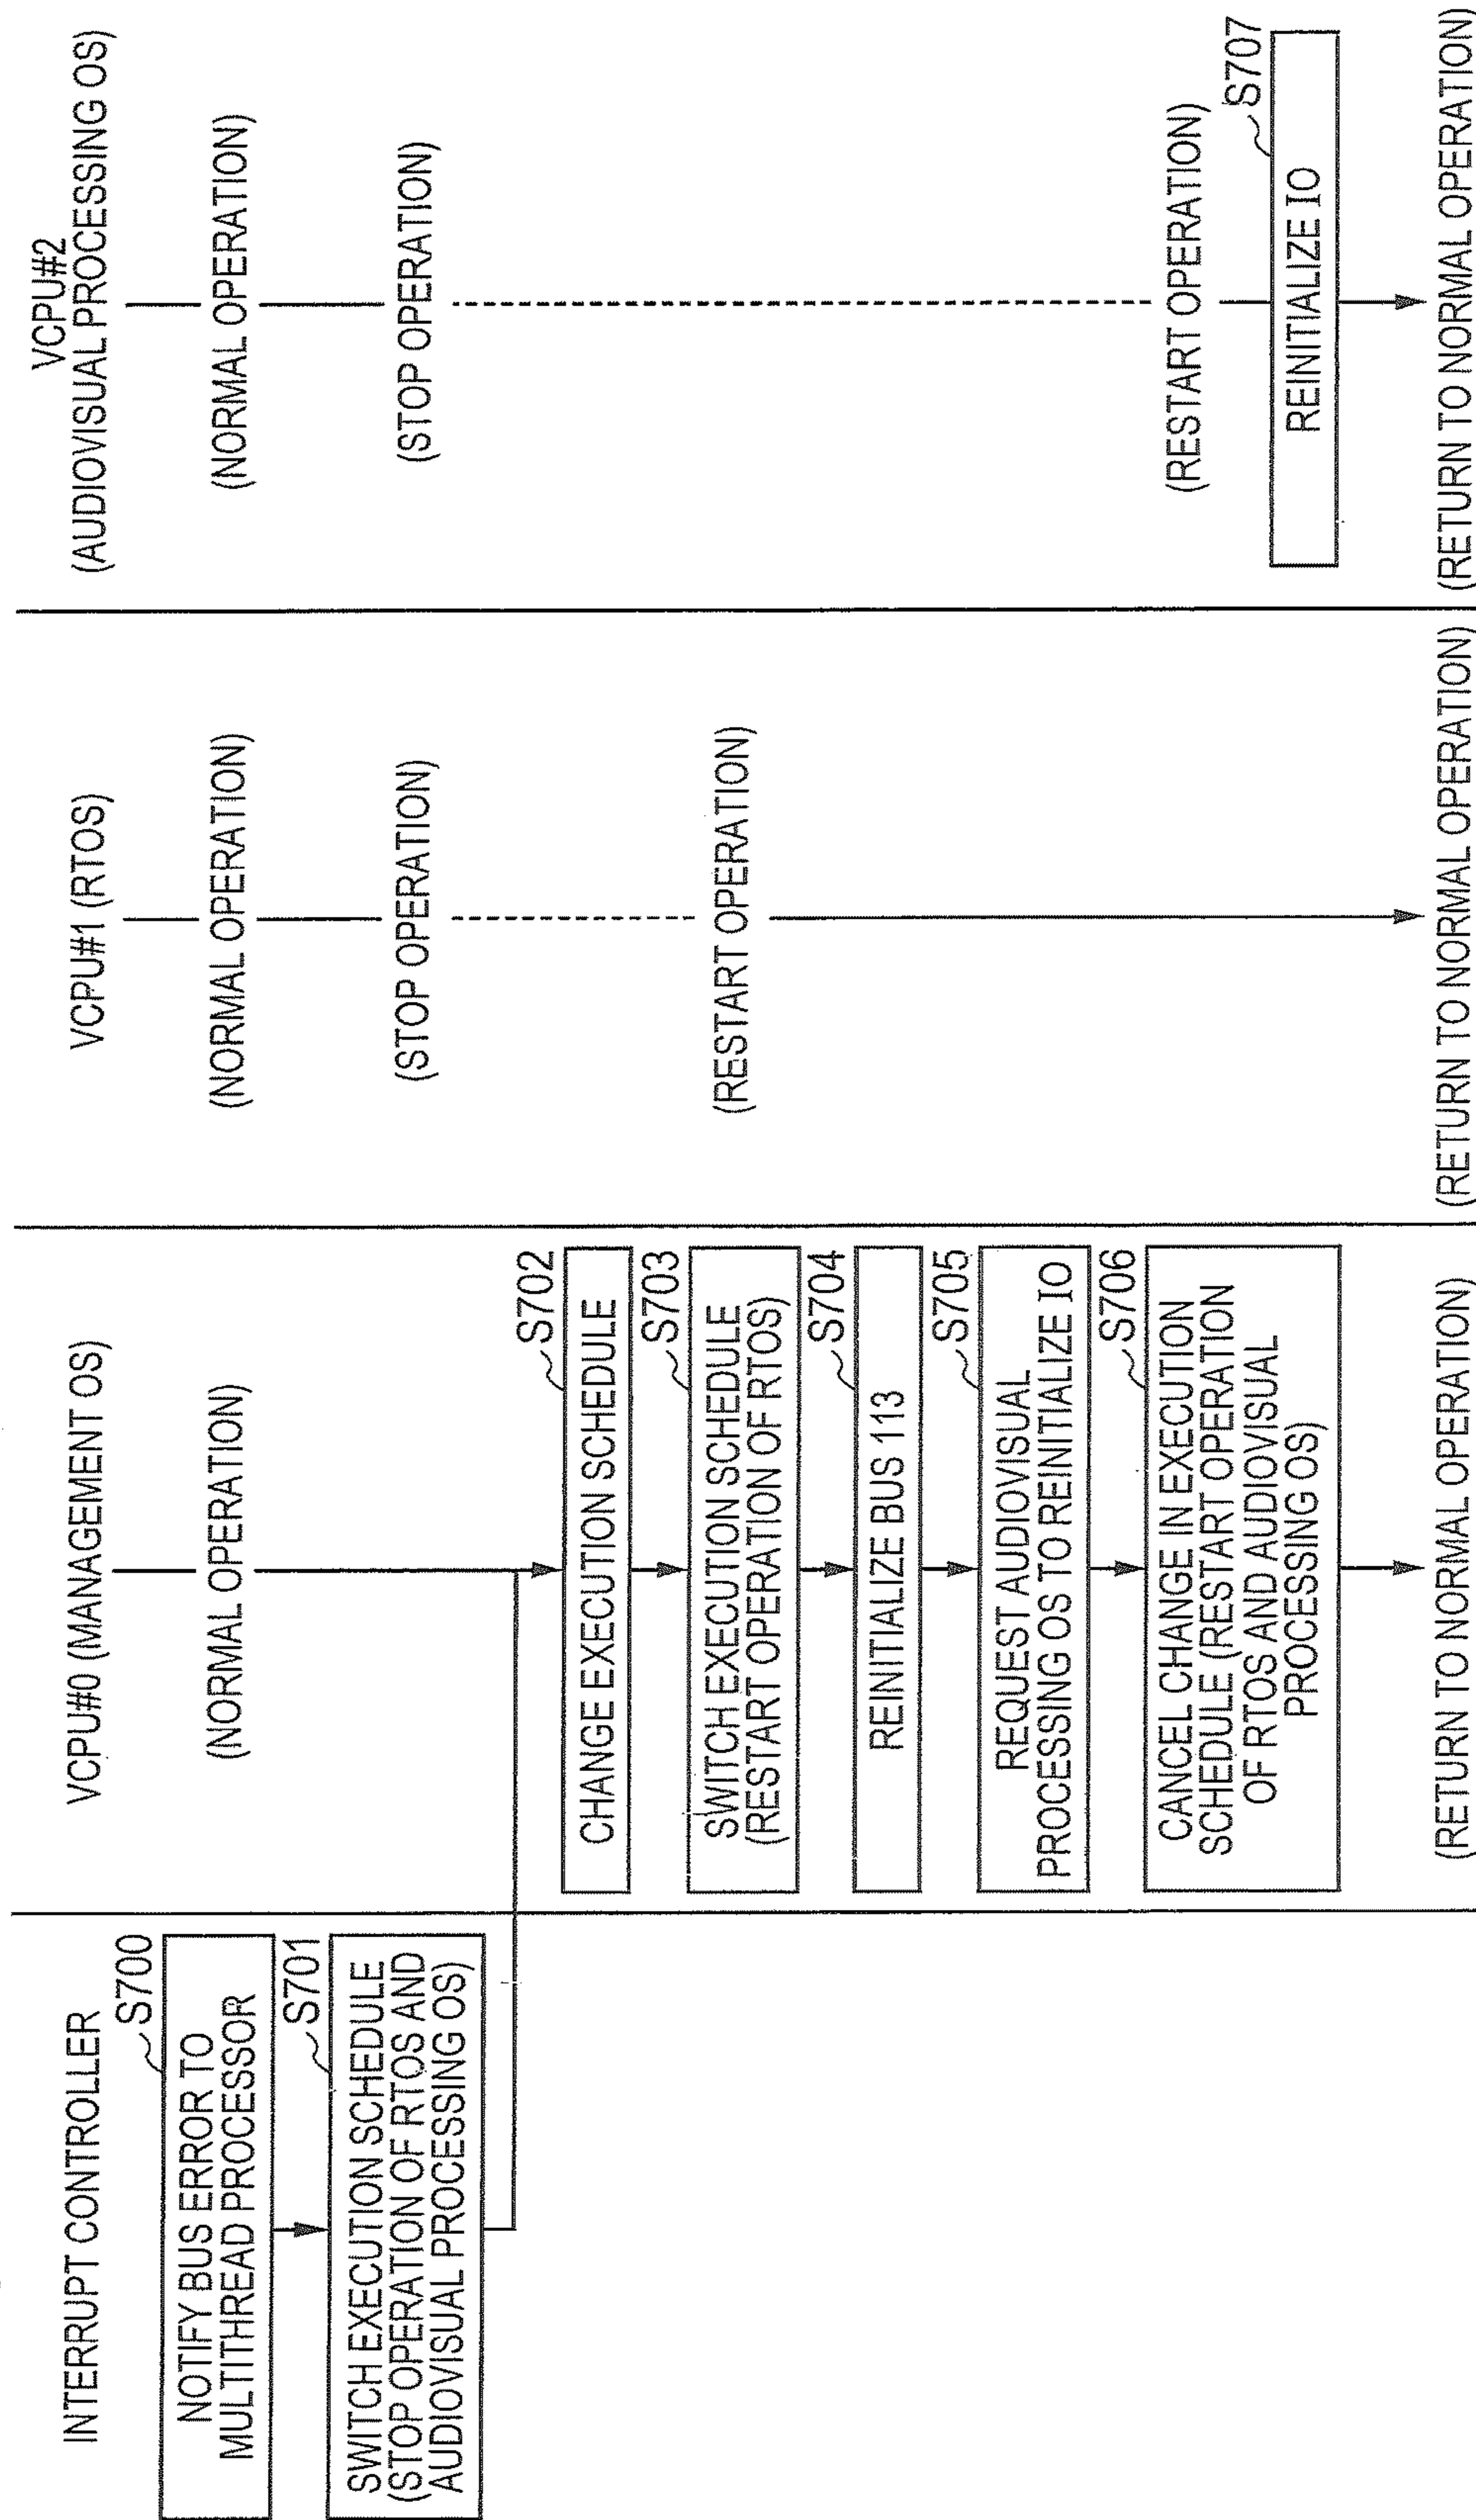 INTERRUPT CONTROLLER
S700
NOTIFY BUS ERROR TO
MULTITHREAD PROCESSOR
S701
SWITCH EXECUTION SCHEDULE
(STOP OPERATION OF RTOS AND
AUDIOVISUAL PROCESSING OS)
VCPU#0 (MANAGEMENT OS)
(NORMAL OPERATION)
S702
CHANGE EXECUTION SCHEDULE
S703
SWITCH EXECUTION SCHEDULE
(RESTART OPERATION OF RTOS)
S704
REINITIALIZE BUS 113
S705
REQUEST AUDIOVISUAL
PROCESSING OS TO REINITIALIZE IO
S706
CANCEL CHANGE IN EXECUTION
SCHEDULE (RESTART OPERATION
OF RTOS AND AUDIOVISUAL
PROCESSING OS)
(RETURN TO NORMAL OPERATION)
VCPU#1 (RTOS)
(NORMAL OPERATION)
(STOP OPERATION)
(RESTART OPERATION)
(RETURN TO NORMAL OPERATION)
VCPU#2
(AUDIOVISUAL PROCESSING OS)
(NORMAL OPERATION)
(STOP OPERATION)
(RESTART OPERATION)
S707
REINITIALIZE IO
(RETURN TO NORMAL OPERATION)